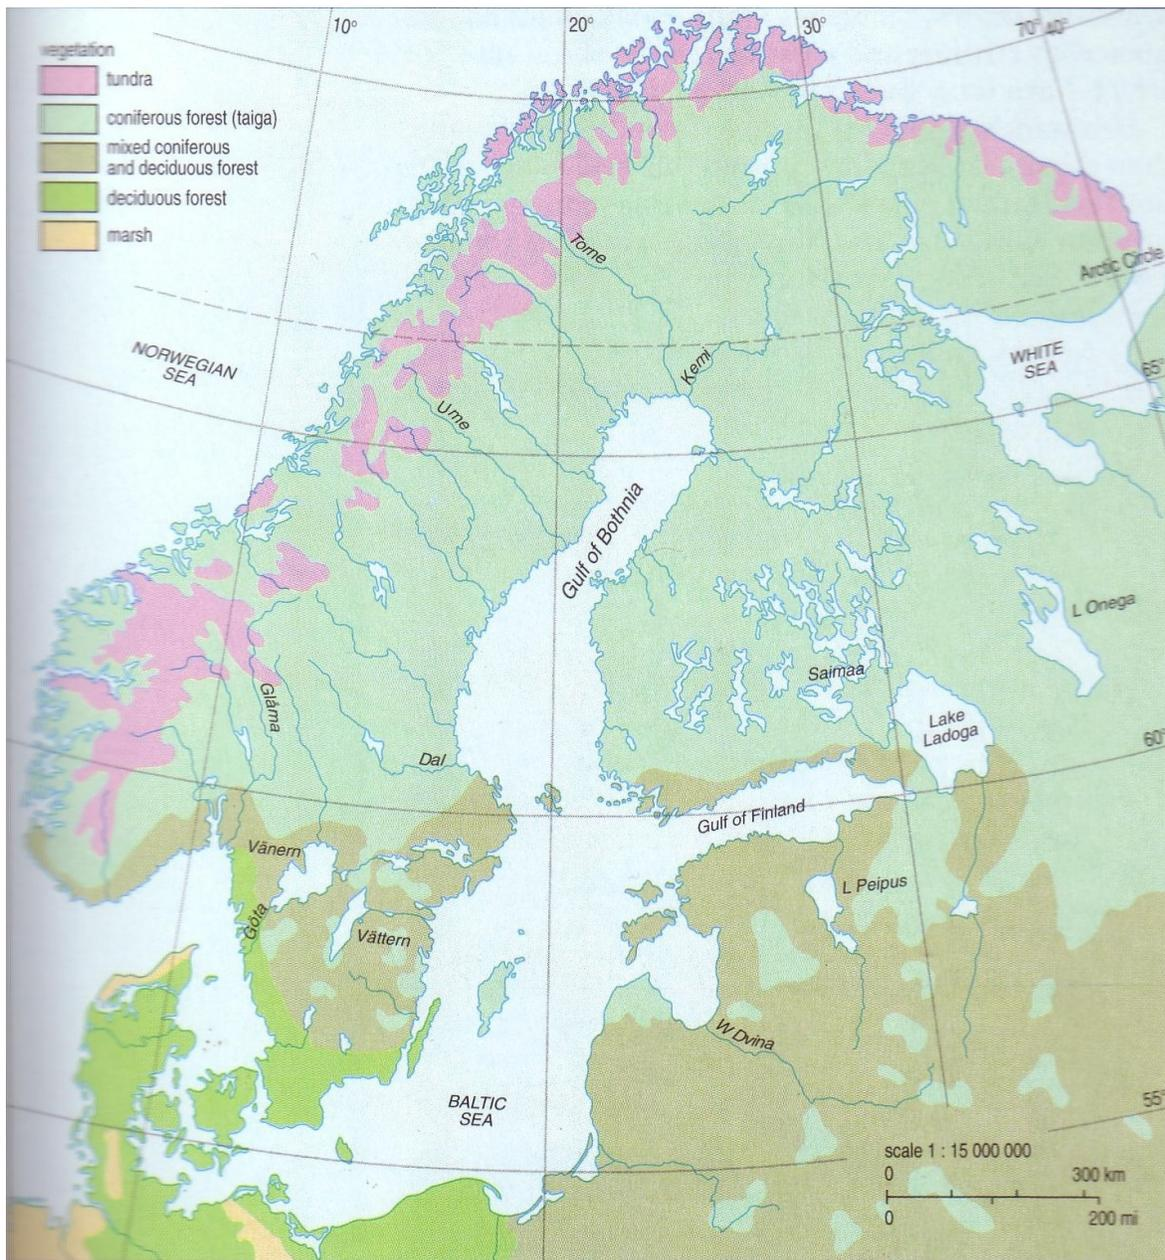 10°
20°
30°
70°
40°
vegetation
tundra
coniferous forest (taiga)
mixed coniferous
and deciduous forest
deciduous forest
marsh
Torne
Arctic Circle
NORWEGIAN
SEA
WHITE
SEA
65°
Kemi
Ume
Gulf of Bothnia
L Onega
Saimaa
Glåma
Lake
Ladoga
60°
Dal
Gulf of Finland
Vänern
L Peipus
Göta
Vättern
W Dvina
BALTIC
SEA
55°
scale 1 : 15 000 000
0 300 km
0 200 mi